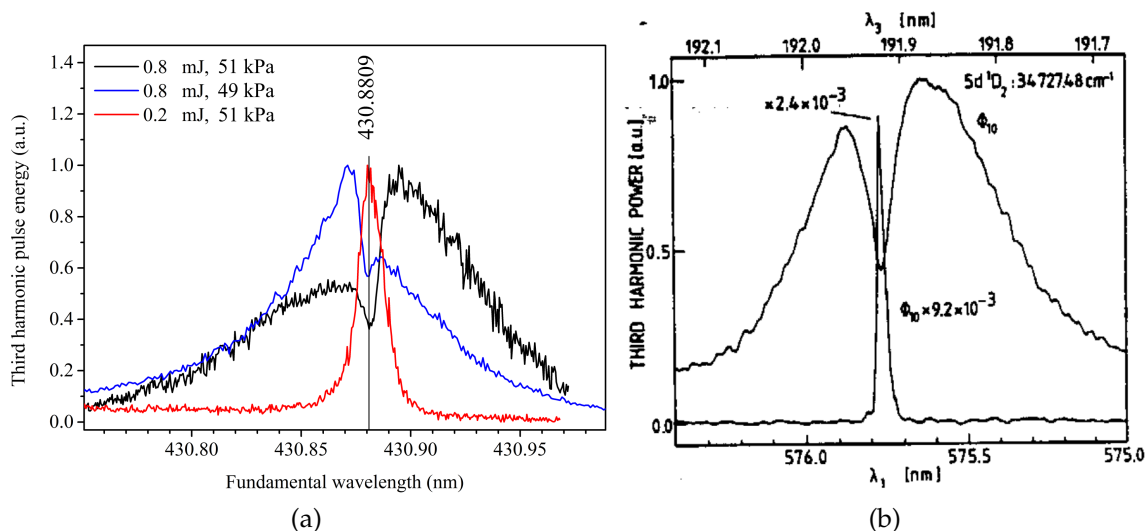 0.8 mJ, 51 kPa
0.8 mJ, 49 kPa
0.2 mJ, 51 kPa
430.8809
Third harmonic pulse energy (a.u.)
1.4
1.2
1.0
0.8
0.6
0.4
0.2
0.0
430.80 430.85 430.90 430.95
Fundamental wavelength (nm)
(a)
λ₃ [nm]
192.1 192.0 191.9 191.8 191.7
5d ¹D₂ : 34 727.48 cm⁻¹
×2.4×10⁻³
Φ₁₀
THIRD HARMONIC POWER [a.u.]
1.0
0.5
0.0
Φ₁₀ × 9.2×10⁻³
576.0 575.5 575.0
λ₁ [nm]
(b)